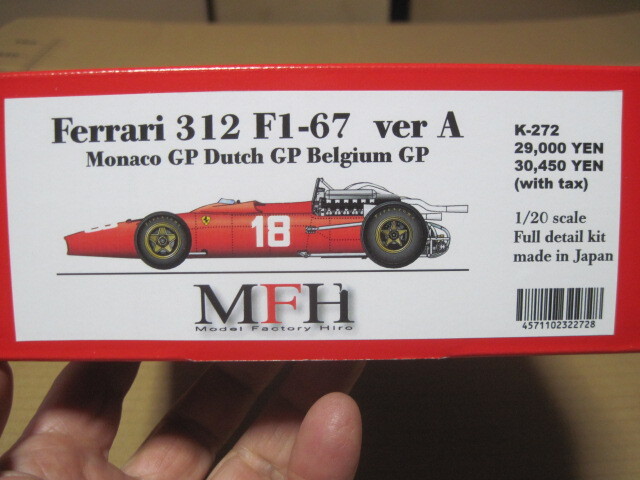 Ferrari 312 F1-67 ver A
Monaco GP Dutch GP Belgium GP
K-272
29,000 YEN
30,450 YEN
(with tax)
1/20 scale
Full detail kit
made in Japan
18
MFH
Model Factory Hiro
4571102322728